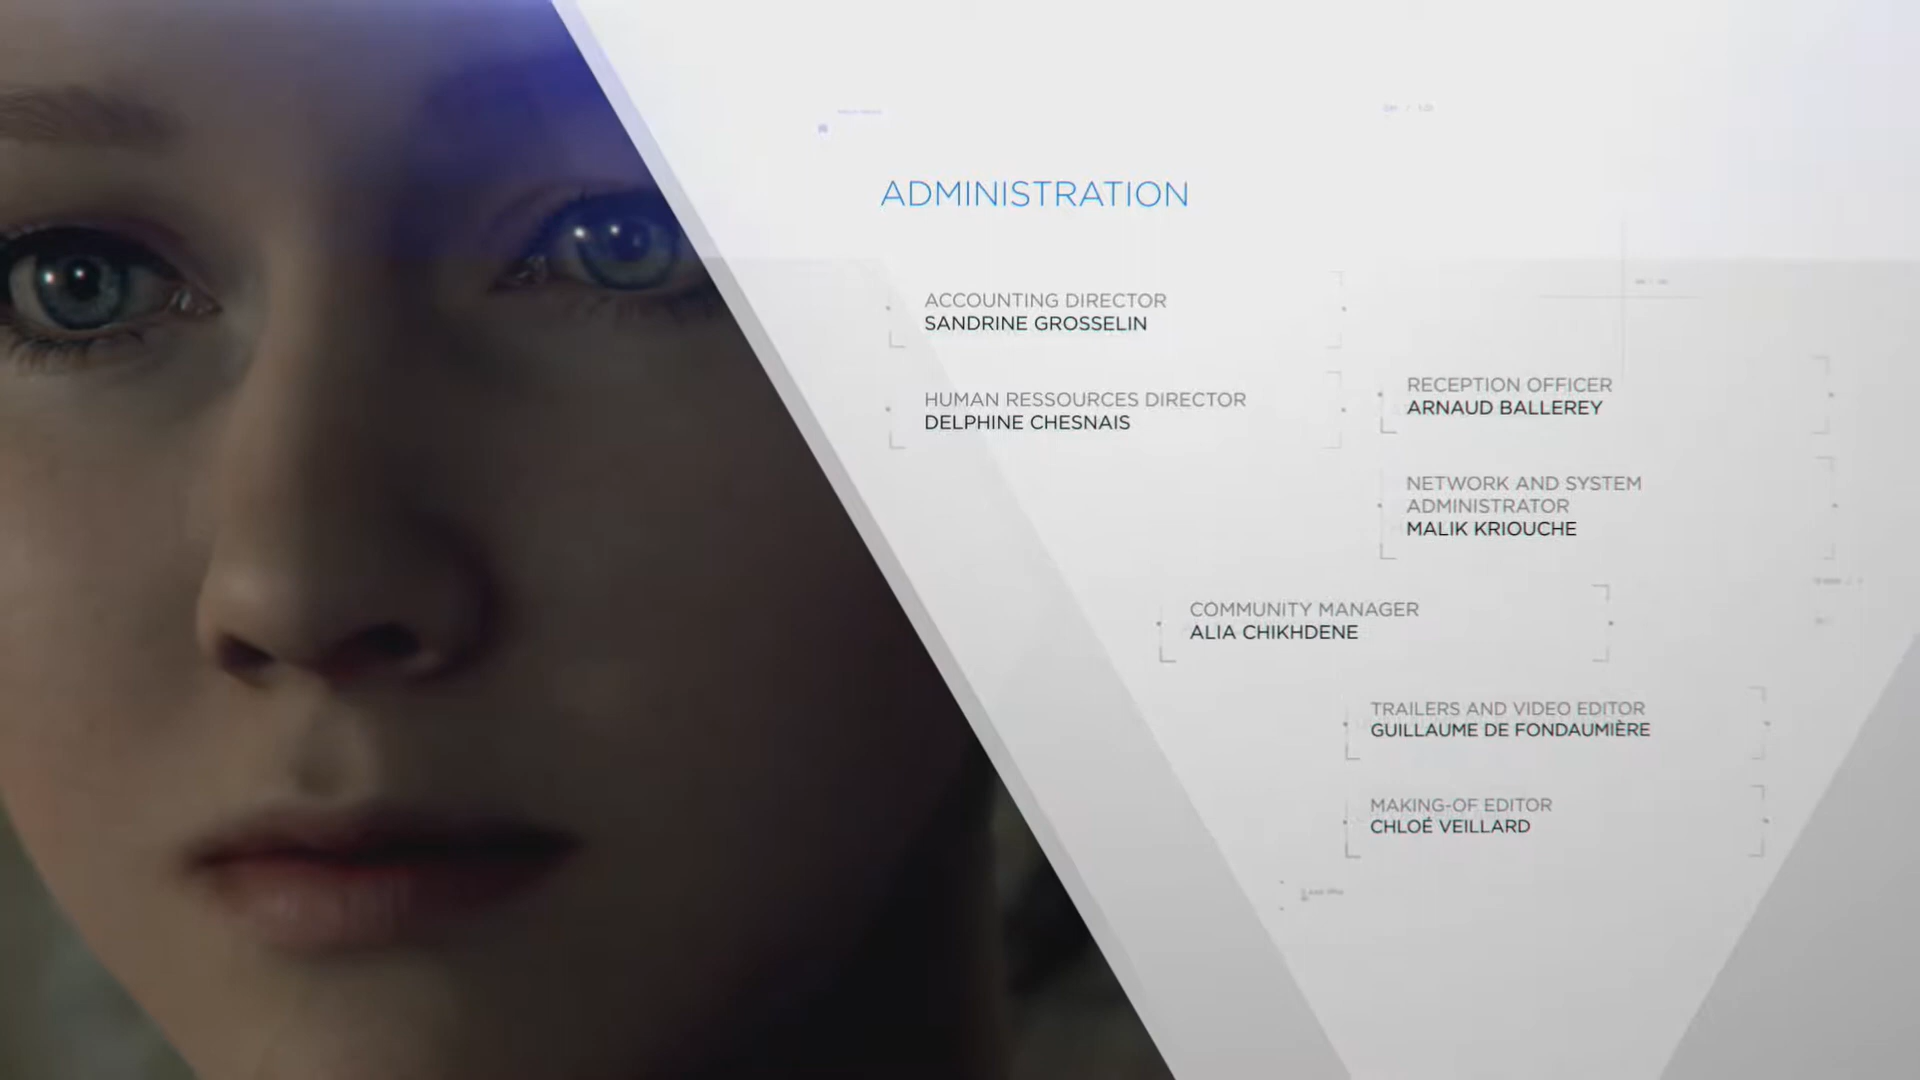 ADMINISTRATION
ACCOUNTING DIRECTOR
SANDRINE GROSSELIN
HUMAN RESSOURCES DIRECTOR
DELPHINE CHESNAIS
RECEPTION OFFICER
ARNAUD BALLEREY
NETWORK AND SYSTEM
ADMINISTRATOR
MALIK KRIOUCHE
COMMUNITY MANAGER
ALIA CHIKHDENE
TRAILERS AND VIDEO EDITOR
GUILLAUME DE FONDAUMIÈRE
MAKING-OF EDITOR
CHLOÉ VEILLARD